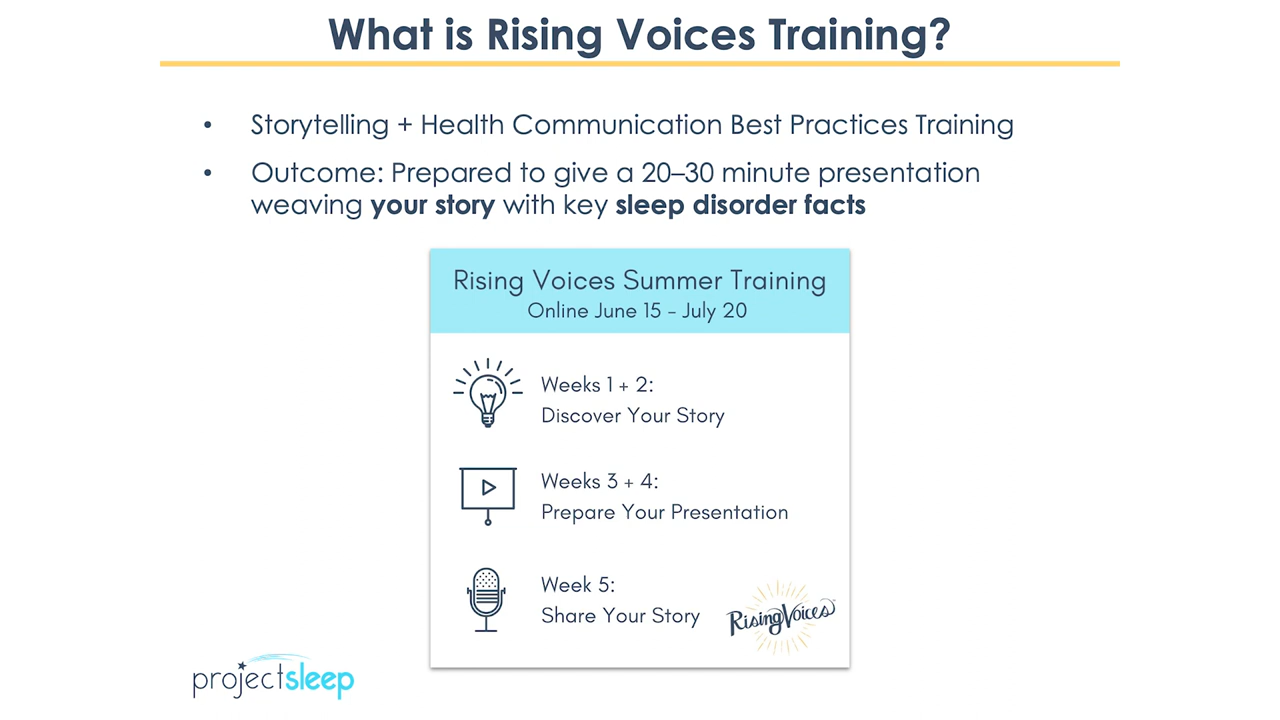 What is Rising Voices Training?
• Storytelling + Health Communication Best Practices Training
• Outcome: Prepared to give a 20–30 minute presentation
weaving your story with key sleep disorder facts
Rising Voices Summer Training
Online June 15 - July 20
Weeks 1 + 2:
Discover Your Story
Weeks 3 + 4:
Prepare Your Presentation
Week 5:
Share Your Story
RisingVoices™
projectsleep